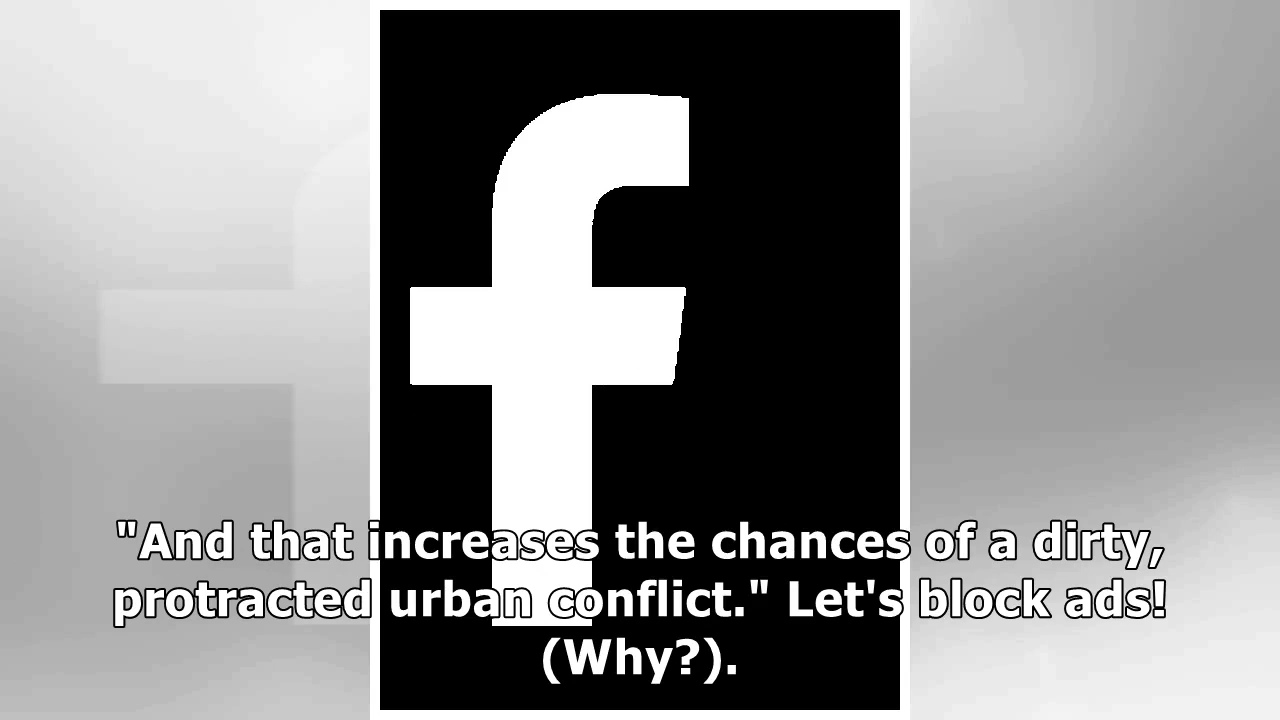 f
"And that increases the chances of a dirty,
protracted urban conflict." Let's block ads!
(Why?).